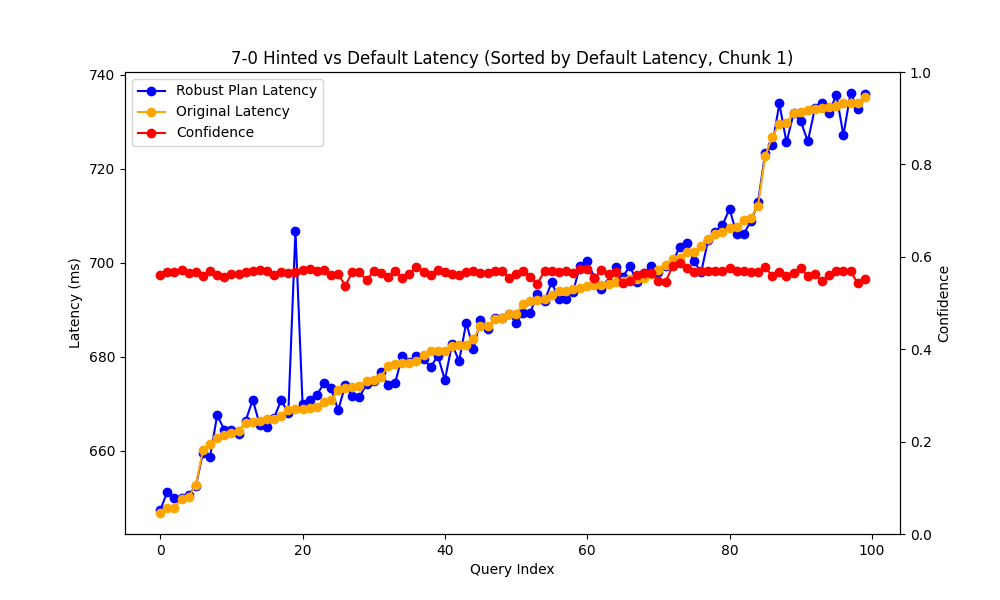 7-0 Hinted vs Default Latency (Sorted by Default Latency, Chunk 1)
Robust Plan Latency
Original Latency
Confidence
740
720
700
680
660
Latency (ms)
1.0
0.8
0.6
0.4
0.2
0.0
Confidence
0
20
40
60
80
100
Query Index